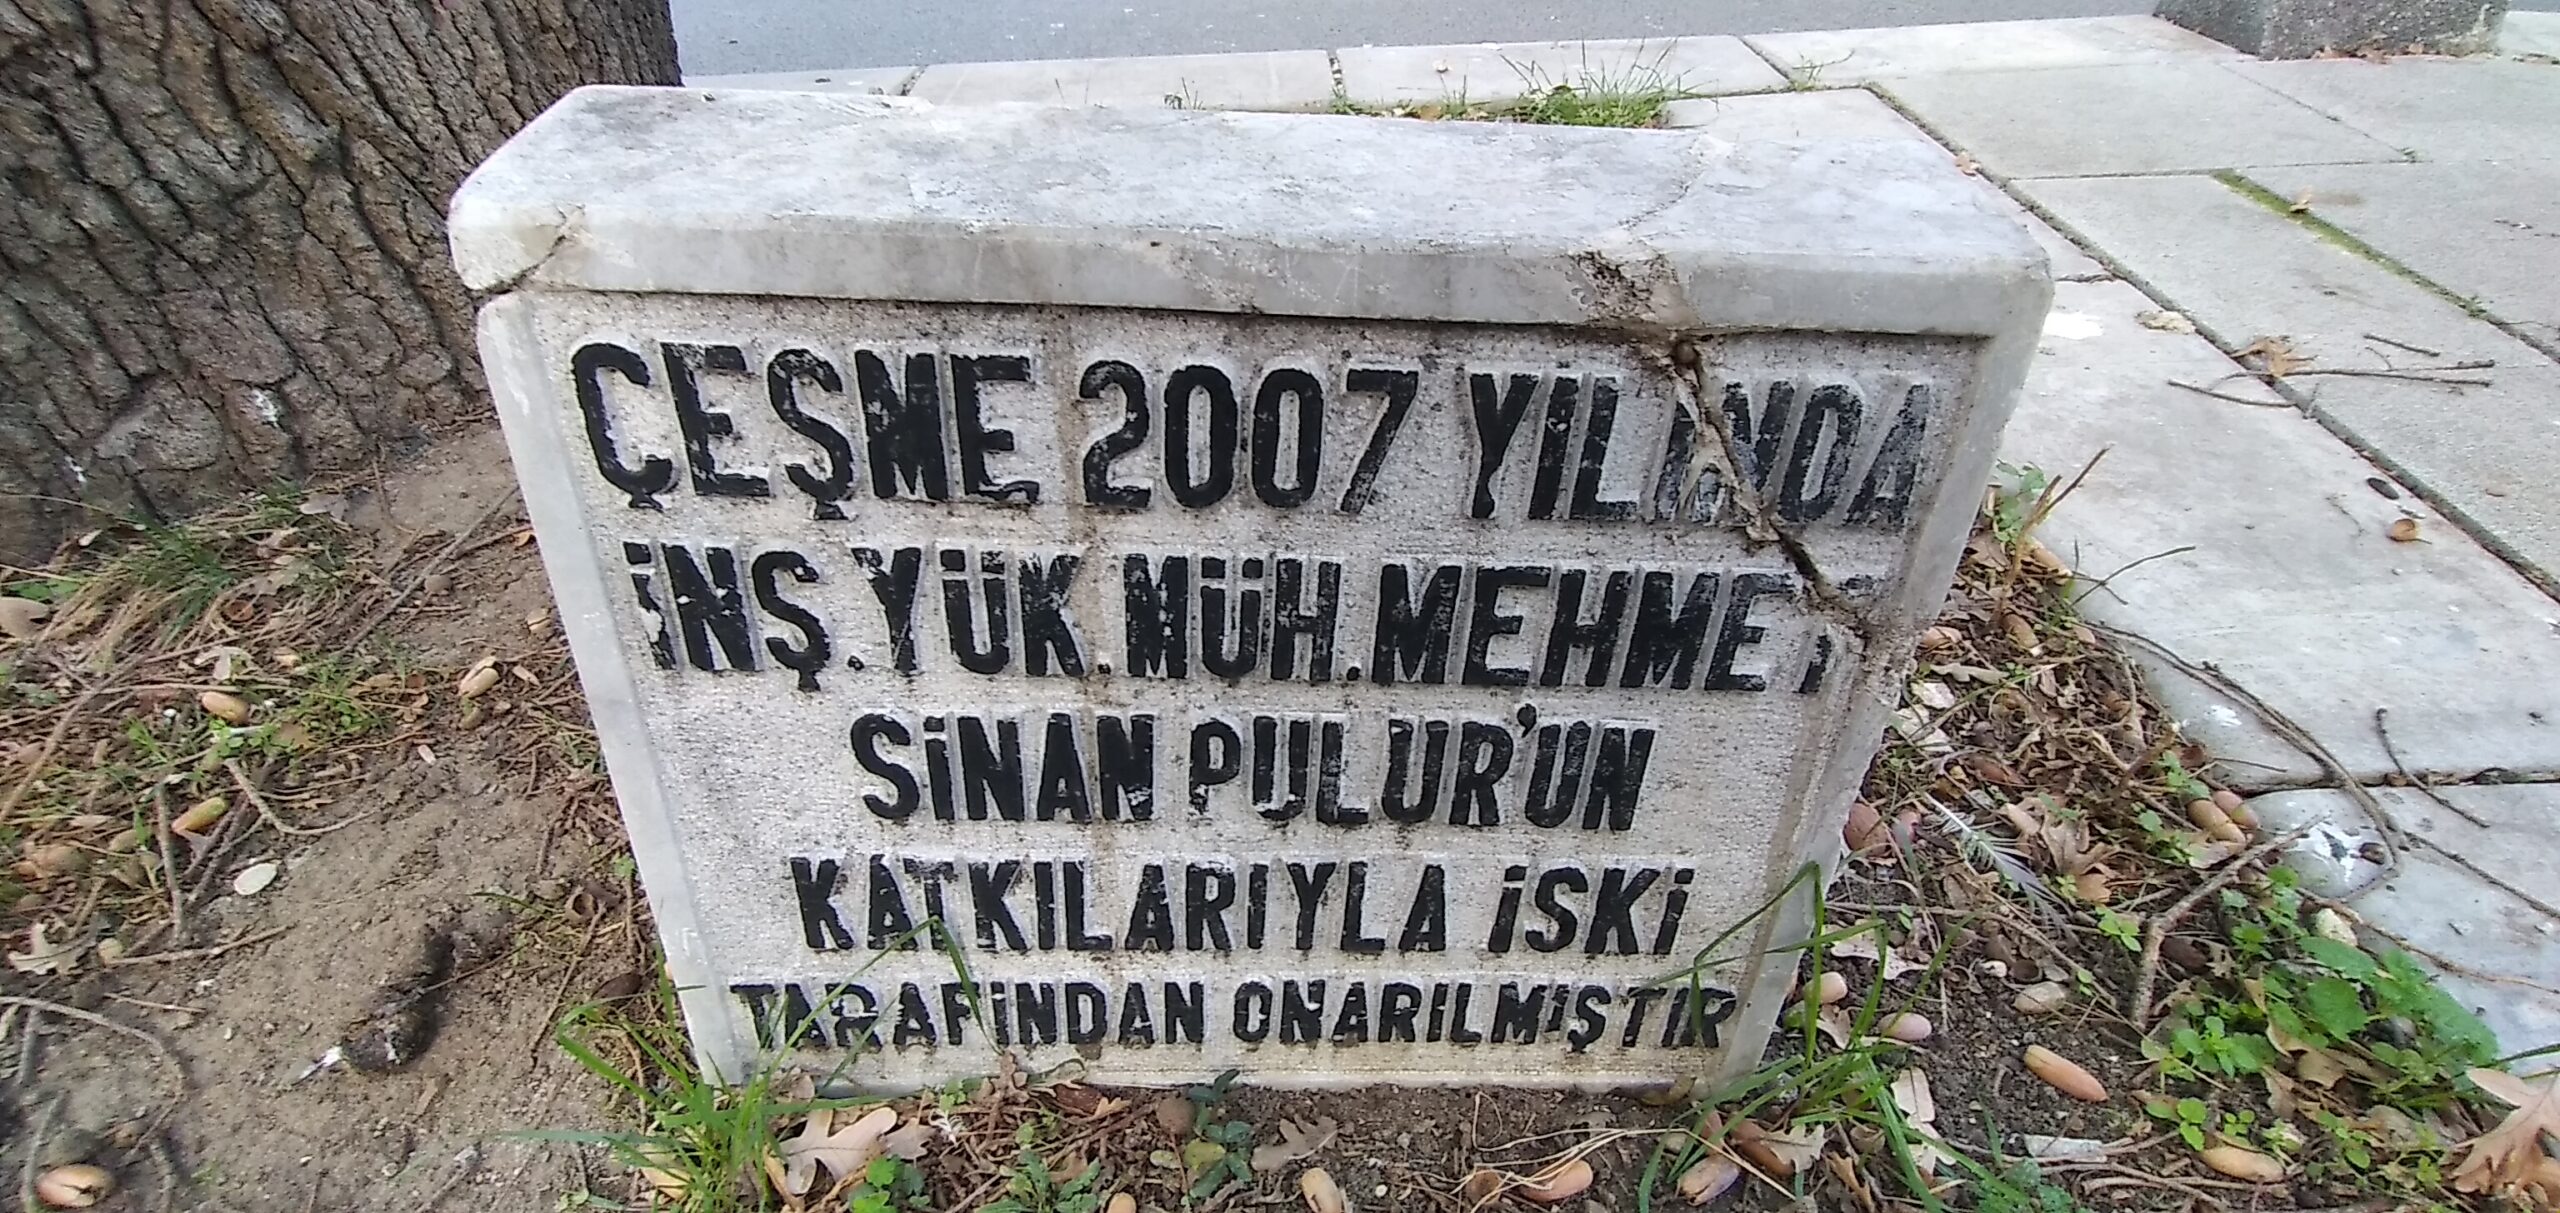 ÇEŞME 2007 YILINDA
İNŞ.YÜK.MÜH.MEHMET
SİNAN PULUR'UN
KATKILARIYLA İSKİ
TARAFINDAN ONARILMIŞTIR